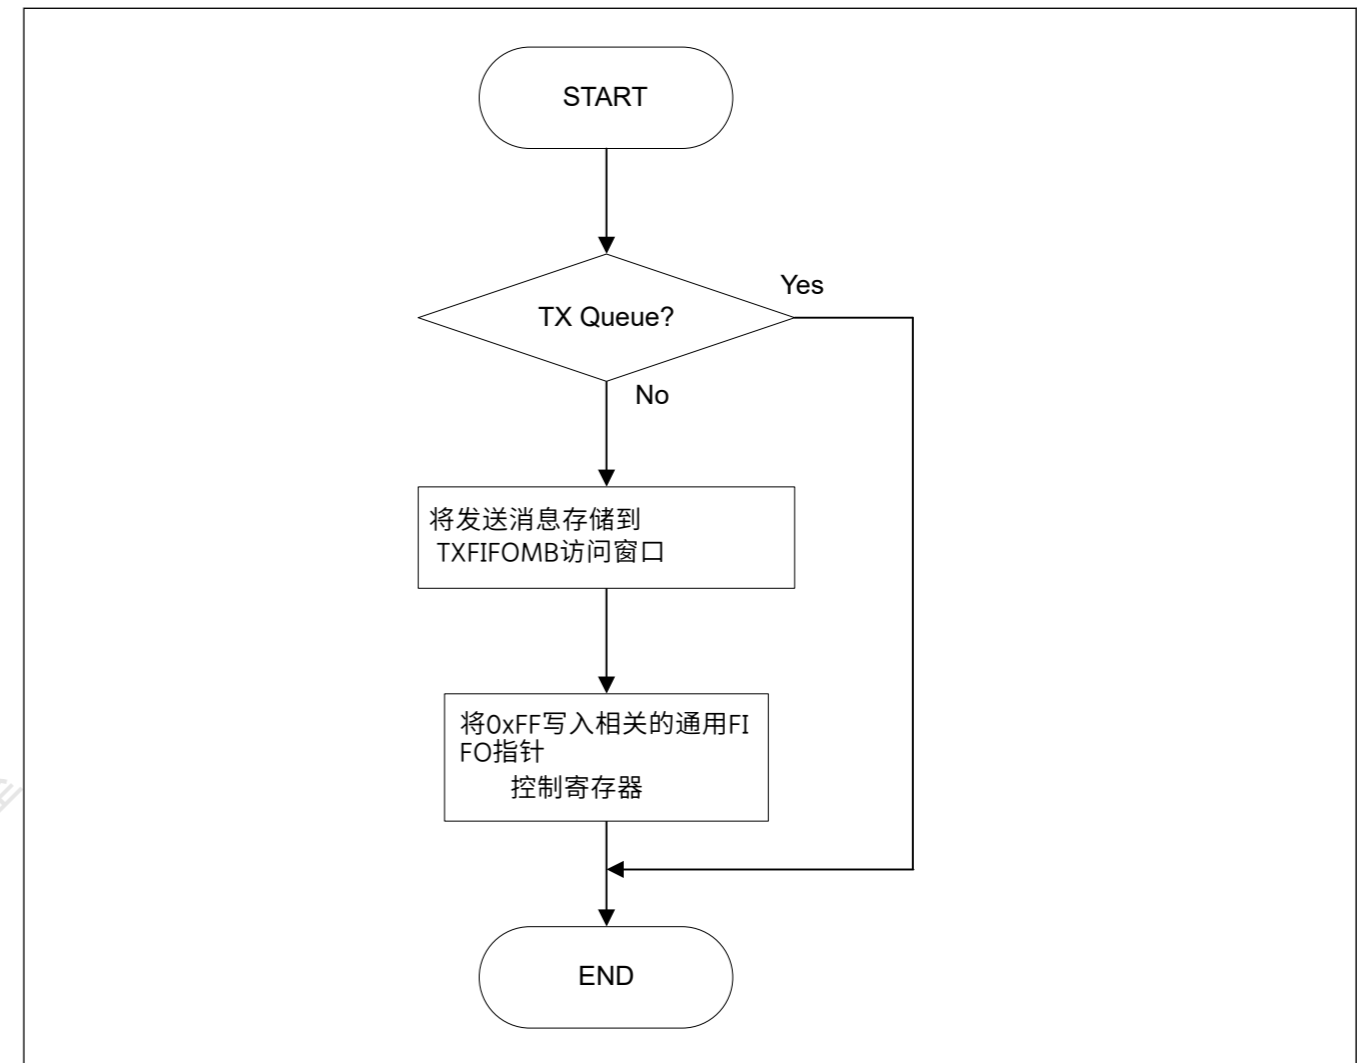 START
TX Queue?
Yes
No
将发送消息存储到
TXFIFOMB访问窗口
将0xFF写入相关的通用FI
FO指针
控制寄存器
END